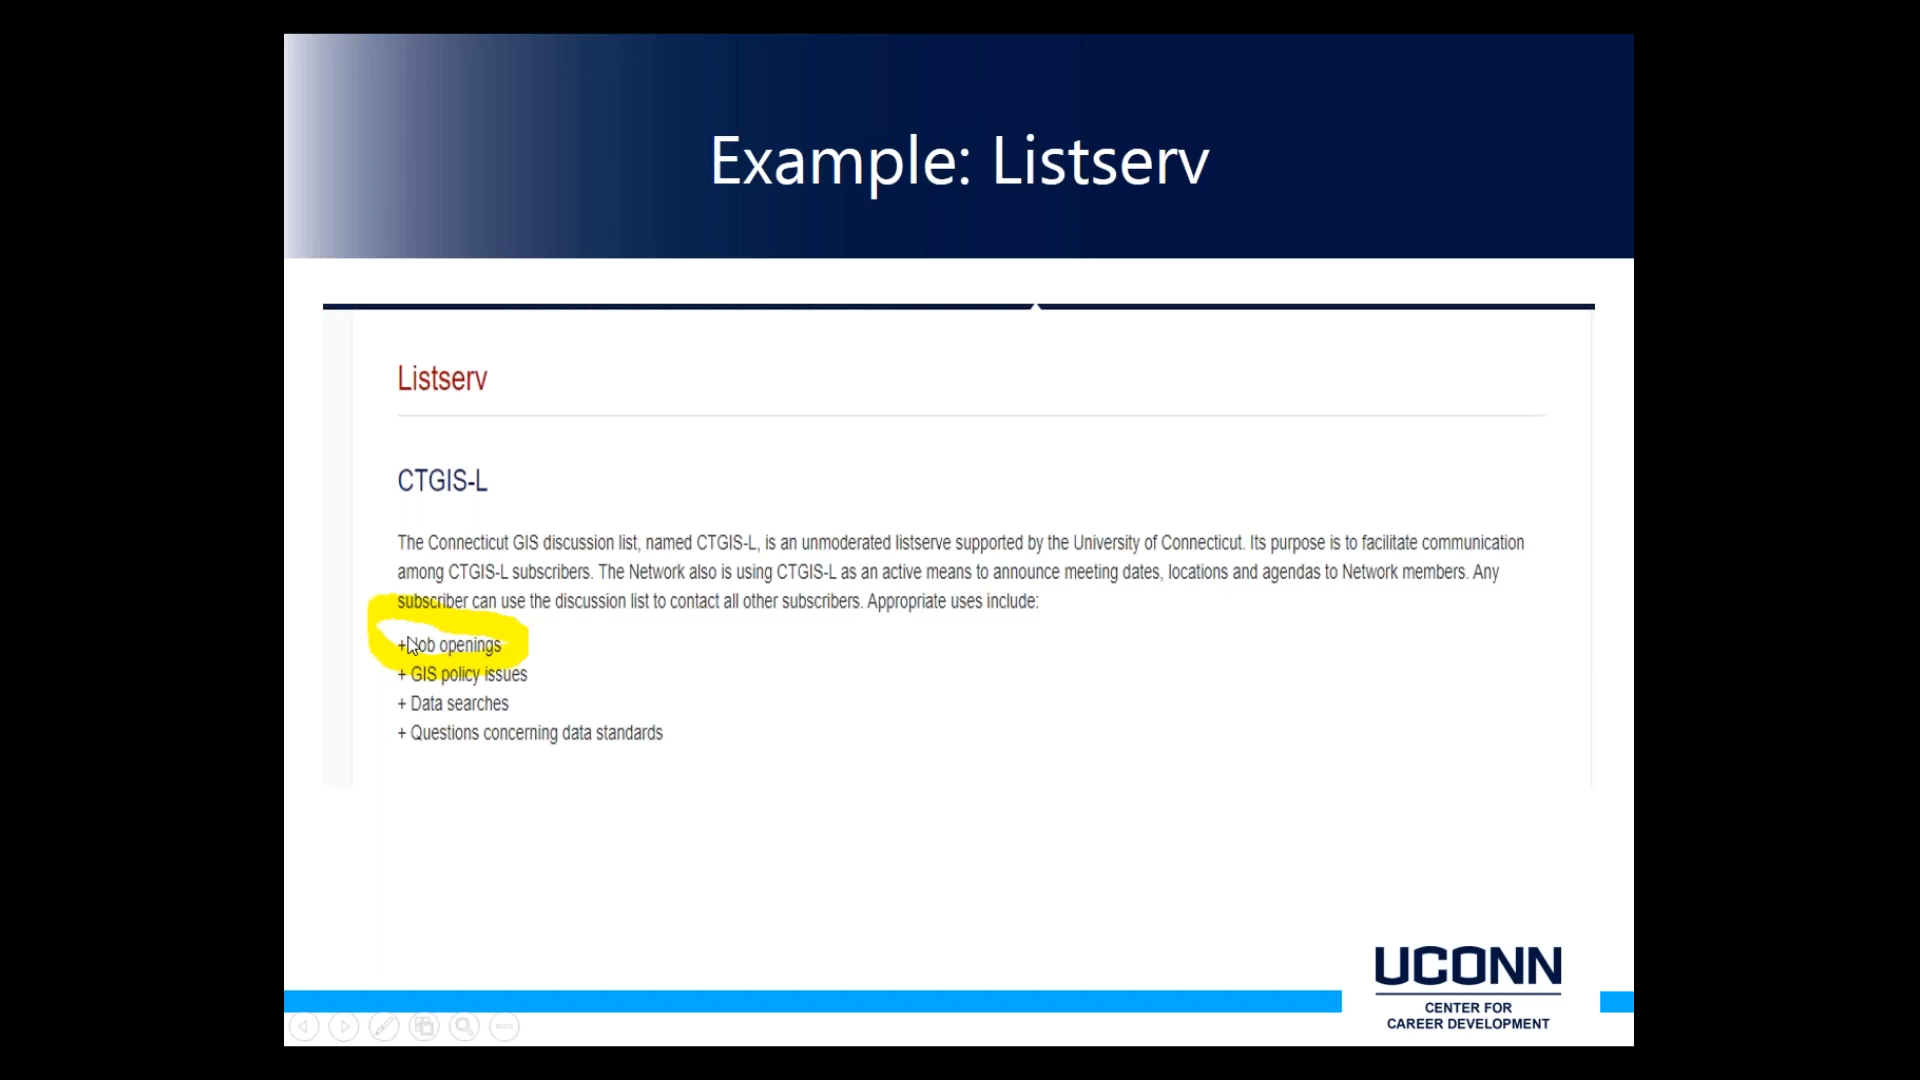 Example: Listserv
Listserv
CTGIS-L
The Connecticut GIS discussion list, named CTGIS-L, is an unmoderated listserve supported by the University of Connecticut. Its purpose is to facilitate communication
among CTGIS-L subscribers. The Network also is using CTGIS-L as an active means to announce meeting dates, locations and agendas to Network members. Any
subscriber can use the discussion list to contact all other subscribers. Appropriate uses include:
+ Job openings
+ GIS policy issues
+ Data searches
+ Questions concerning data standards
UCONN
CENTER FOR
CAREER DEVELOPMENT